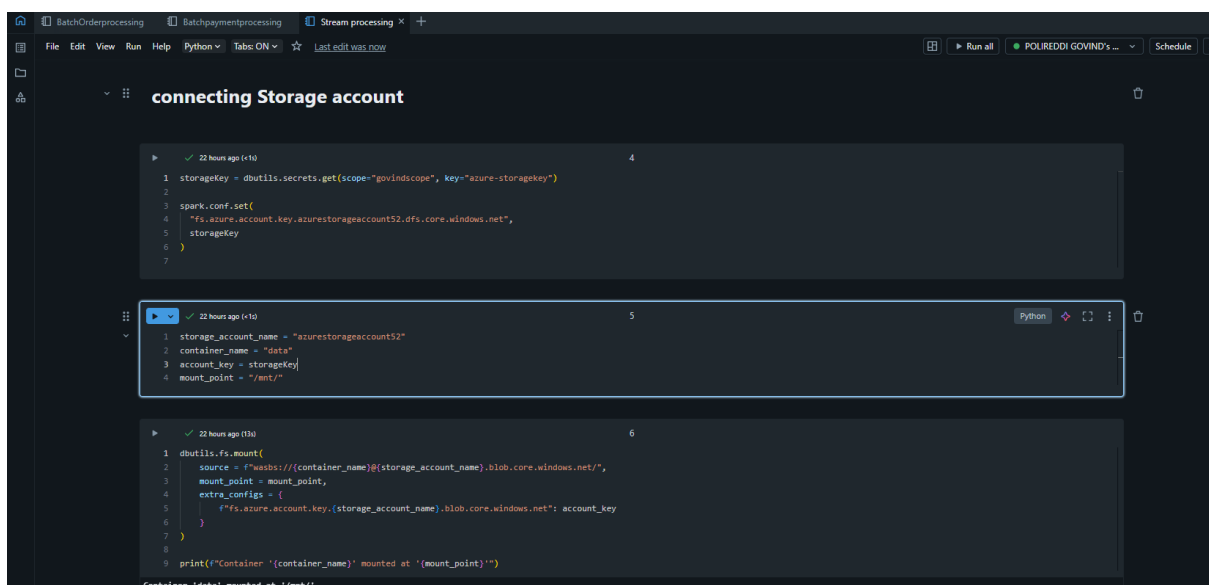 BatchOrderprocessing Batchpaymentprocessing Stream processing × +
File Edit View Run Help Python Tabs: ON Last edit was now Run all POLIREDDI GOVIND's ... Schedule
connecting Storage account
22 hours ago (<1s) 4
1 storageKey = dbutils.secrets.get(scope="govindscope", key="azure-storagekey")
2
3 spark.conf.set(
4 "fs.azure.account.key.azurestorageaccount52.dfs.core.windows.net",
5 storageKey
6 )
7
22 hours ago (<1s) 5 Python
1 storage_account_name = "azurestorageaccount52"
2 container_name = "data"
3 account_key = storageKey
4 mount_point = "/mnt/"
22 hours ago (13s) 6
1 dbutils.fs.mount(
2 source = f"wasbs://{container_name}@{storage_account_name}.blob.core.windows.net/",
3 mount_point = mount_point,
4 extra_configs = {
5 f"fs.azure.account.key.{storage_account_name}.blob.core.windows.net": account_key
6 }
7 )
8
9 print(f"Container '{container_name}' mounted at '{mount_point}'")
Container 'data' mounted at '/mnt/'